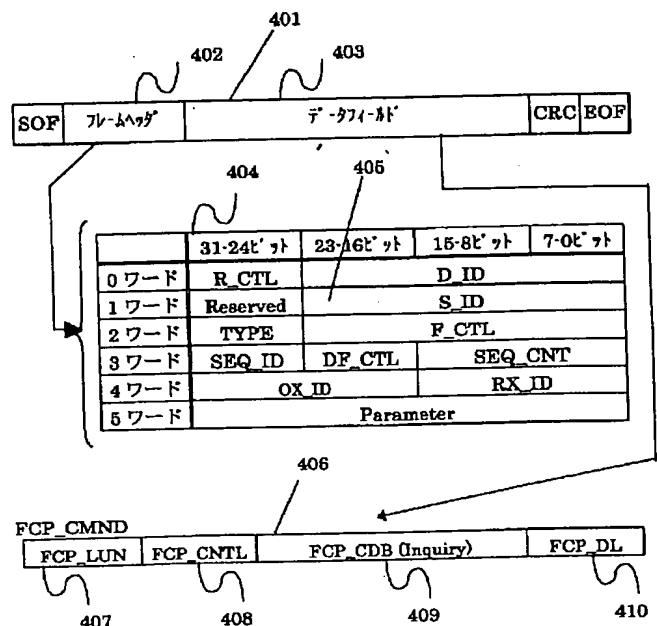 401
402
403
SOF フレームヘッダ データフィールド CRC EOF
404
405
31-24ビット 23-16ビット 15-8ビット 7-0ビット
0 ワード R_CTL D_ID
1 ワード Reserved S_ID
2 ワード TYPE F_CTL
3 ワード SEQ_ID DF_CTL SEQ_CNT
4 ワード OX_ID RX_ID
5 ワード Parameter
406
FCP_CMND
FCP_LUN FCP_CNTL FCP_CDB (Inquiry) FCP_DL
407 408 409 410